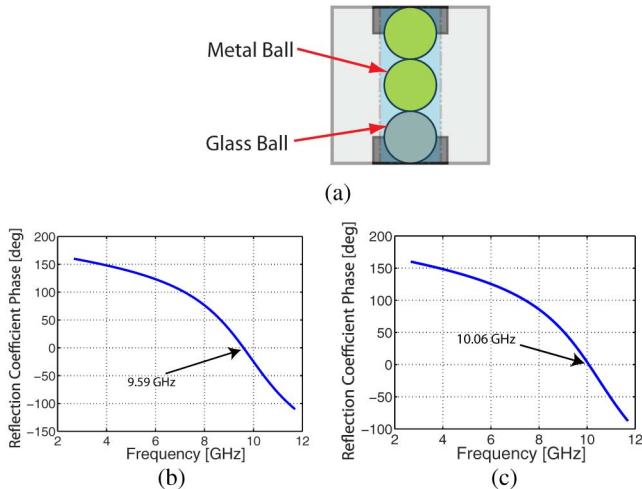 Metal Ball
Glass Ball
(a)
Reflection Coefficient Phase [deg]
200
150
100
50
0
−50
−100
−150
2
4
6
8
10
12
9.59 GHz
Frequency [GHz]
(b)
Reflection Coefficient Phase [deg]
200
150
100
50
0
−50
−100
2
4
6
8
10
12
10.06 GHz
Frequency [GHz]
(c)